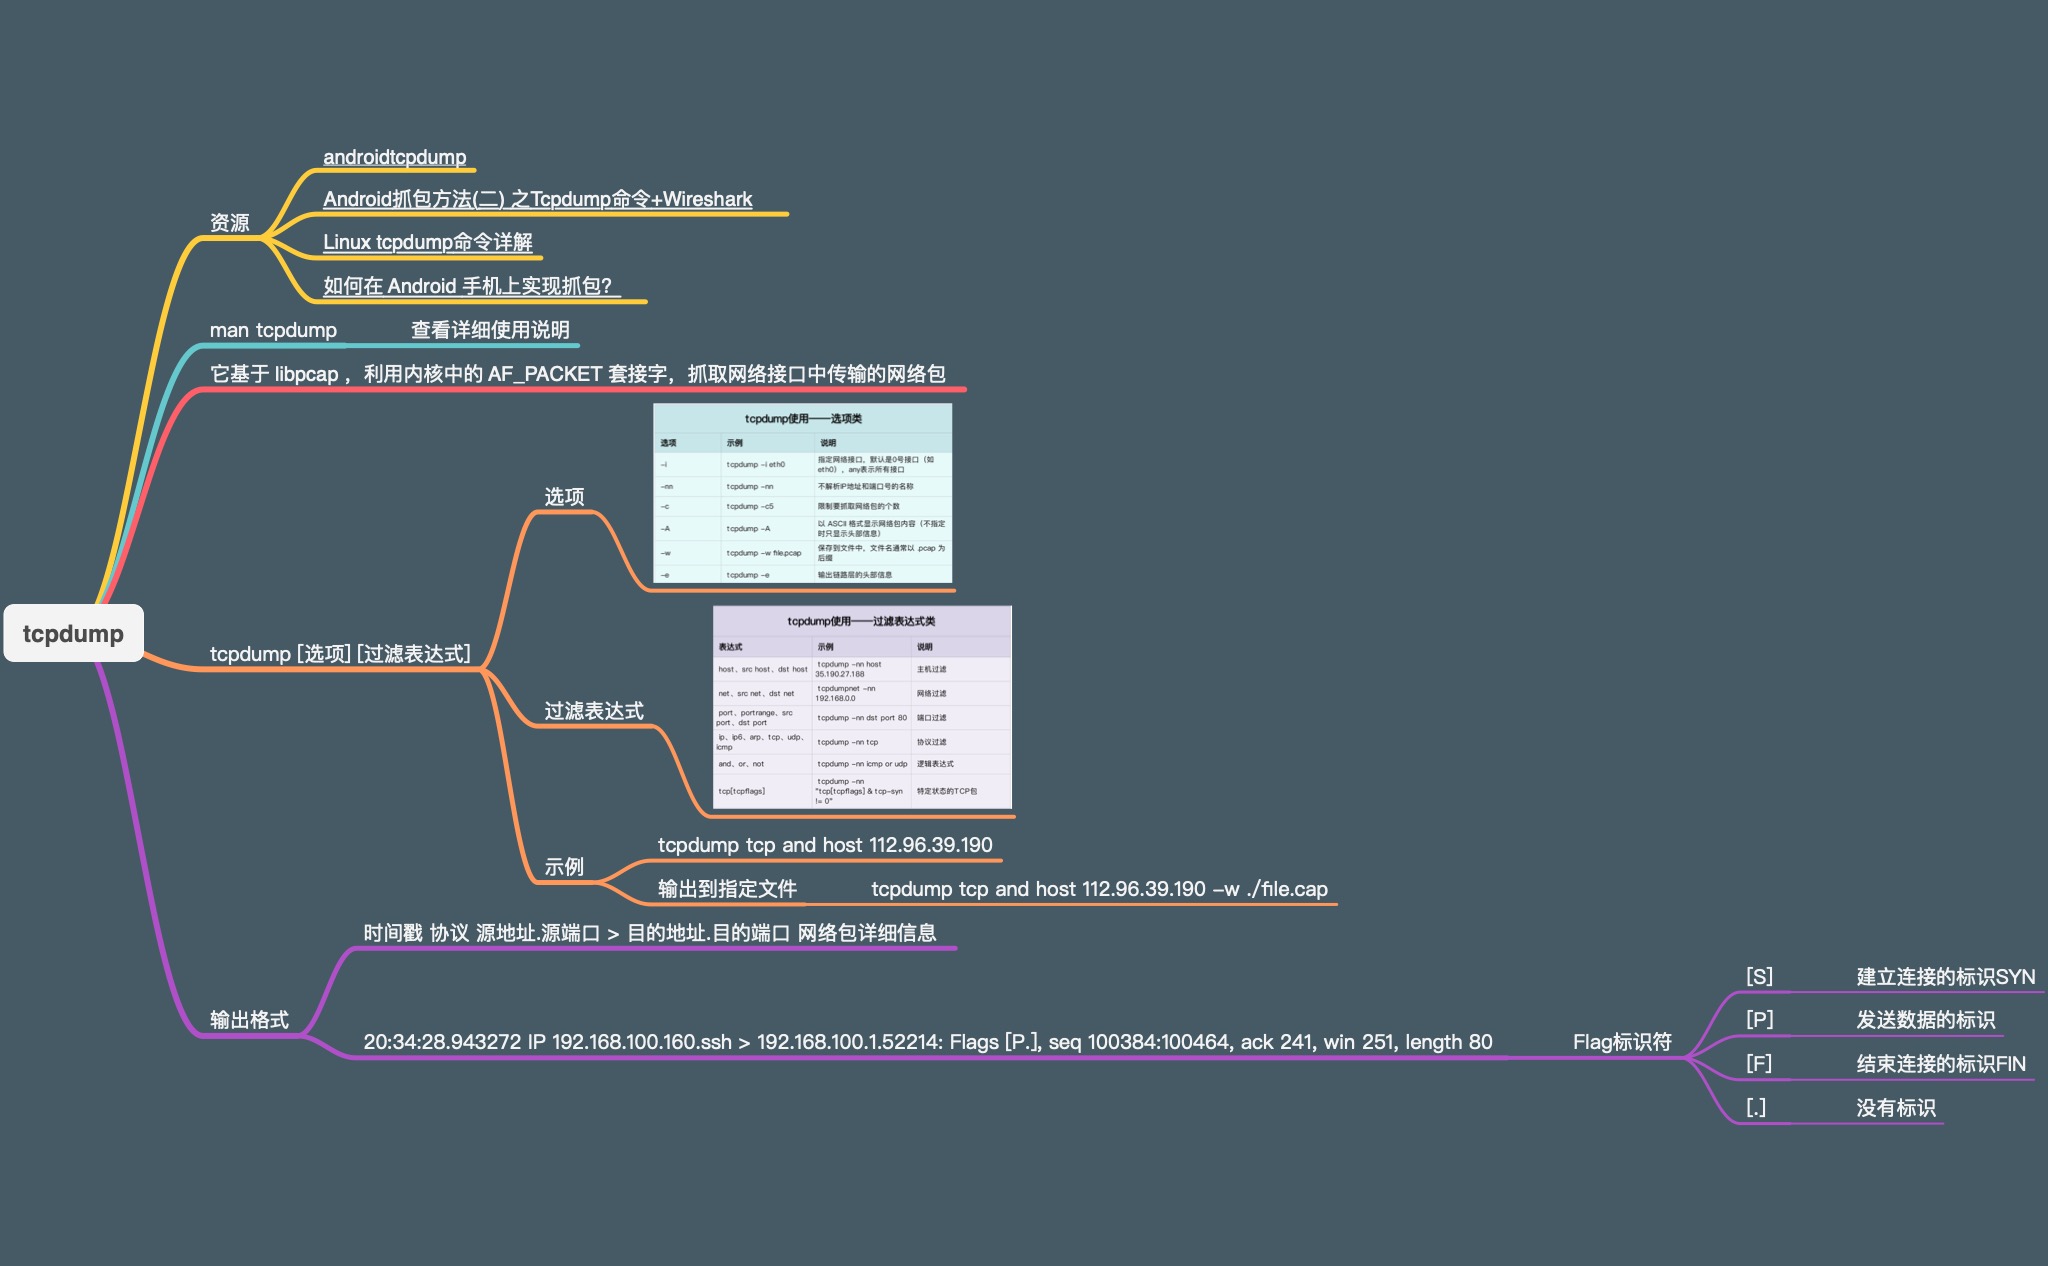 androidtcpdump
Android抓包方法(二) 之Tcpdump命令+Wireshark
资源
Linux tcpdump命令详解
如何在 Android 手机上实现抓包?
man tcpdump 查看详细使用说明
它基于 libpcap ，利用内核中的 AF_PACKET 套接字，抓取网络接口中传输的网络包
tcpdump使用——选项类
选项 示例 说明
-i tcpdump -i eth0 指定网络接口，默认是0号接口（如
eth0），any表示所有接口
选项
-nn tcpdump -nn 不解析IP地址和端口号的名称
-c tcpdump -c5 限制要抓取网络包的个数
-A tcpdump -A 以 ASCII 格式显示网络包内容（不指定
时只显示头部信息）
-w tcpdump -w file.pcap 保存到文件中，文件名通常以 .pcap 为
后缀
-e tcpdump -e 输出链路层的头部信息
tcpdump
tcpdump [选项] [过滤表达式]
tcpdump使用——过滤表达式类
表达式 示例 说明
host、src host、dst host tcpdump -nn host
35.190.27.188 主机过滤
net、src net、dst net tcpdumpnet -nn
192.168.0.0 网络过滤
过滤表达式
port、portrange、src
port、dst port tcpdump -nn dst port 80 端口过滤
ip、ip6、arp、tcp、udp、
icmp tcpdump -nn tcp 协议过滤
and、or、not tcpdump -nn icmp or udp 逻辑表达式
tcp[tcpflags] tcpdump -nn
"tcp[tcpflags] & tcp-syn
!= 0" 特定状态的TCP包
tcpdump tcp and host 112.96.39.190
示例
输出到指定文件 tcpdump tcp and host 112.96.39.190 -w ./file.cap
时间戳 协议 源地址.源端口 > 目的地址.目的端口 网络包详细信息
输出格式
20:34:28.943272 IP 192.168.100.160.ssh > 192.168.100.1.52214: Flags [P.], seq 100384:100464, ack 241, win 251, length 80
Flag标识符
[S] 建立连接的标识SYN
[P] 发送数据的标识
[F] 结束连接的标识FIN
[.] 没有标识